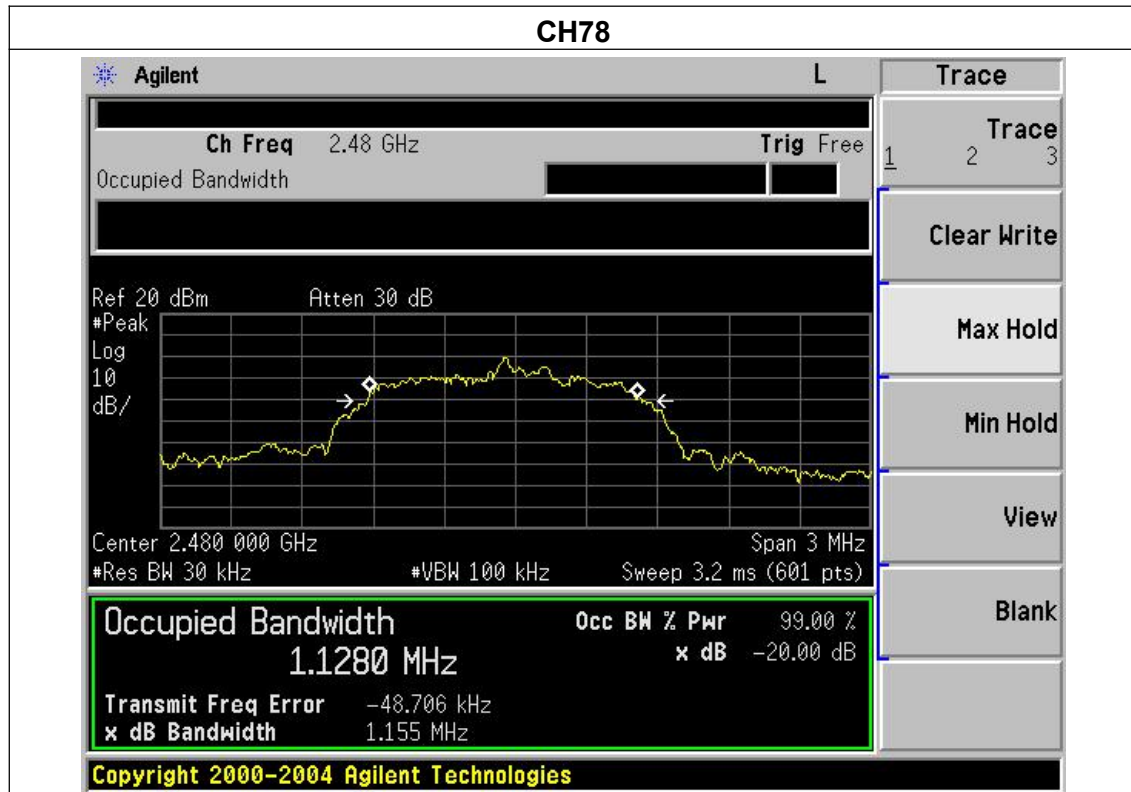 CH78
Agilent L Trace
Ch Freq 2.48 GHz Trig Free
Occupied Bandwidth
Trace
1 2 3
Clear Write
Max Hold
Min Hold
View
Blank
Ref 20 dBm Atten 30 dB
#Peak
Log
10
dB/
Center 2.480 000 GHz Span 3 MHz
#Res BW 30 kHz #VBW 100 kHz Sweep 3.2 ms (601 pts)
Occupied Bandwidth Occ BW % Pwr 99.00 %
1.1280 MHz x dB -20.00 dB
Transmit Freq Error -48.706 kHz
x dB Bandwidth 1.155 MHz
Copyright 2000-2004 Agilent Technologies